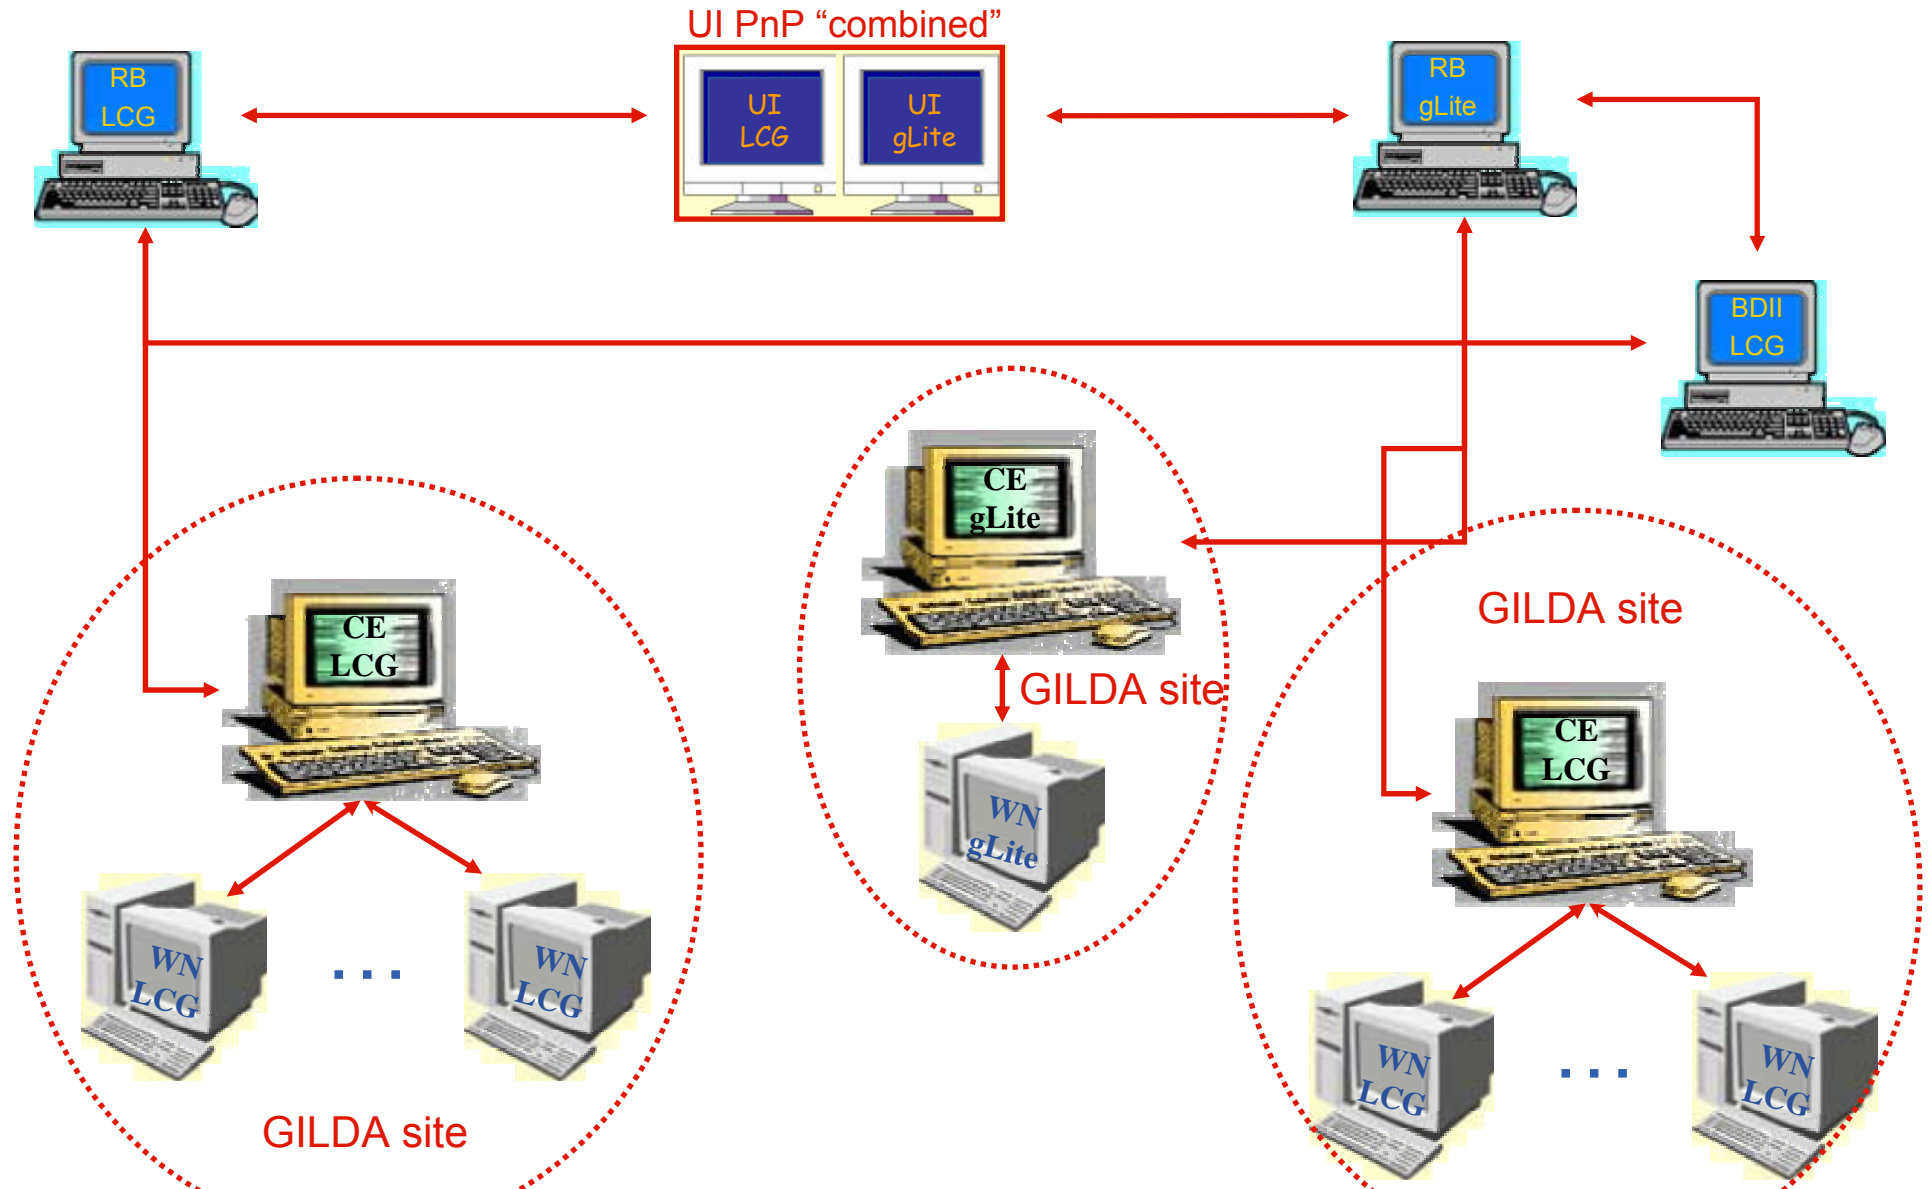 UI PnP “combined”
RB
LCG
UI
LCG
UI
gLite
RB
gLite
BDII
LCG
CE
gLite
GILDA site
CE
LCG
GILDA site
WN
gLite
CE
LCG
WN
LCG
. . .
WN
LCG
WN
LCG
. . .
WN
LCG
GILDA site